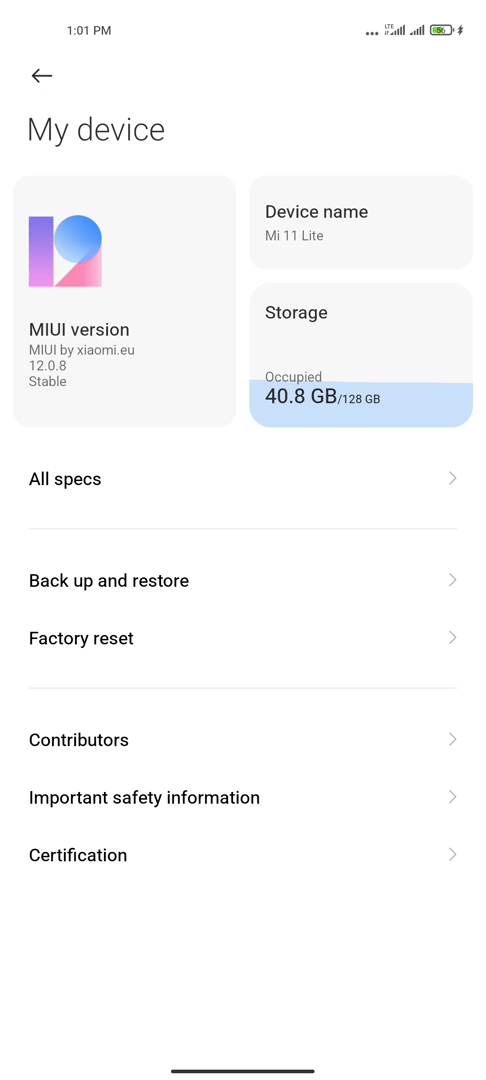 1:01 PM
LTE
56
My device
MIUI version
MIUI by xiaomi.eu
12.0.8
Stable
Device name
Mi 11 Lite
Storage
Occupied
40.8 GB/128 GB
All specs
Back up and restore
Factory reset
Contributors
Important safety information
Certification